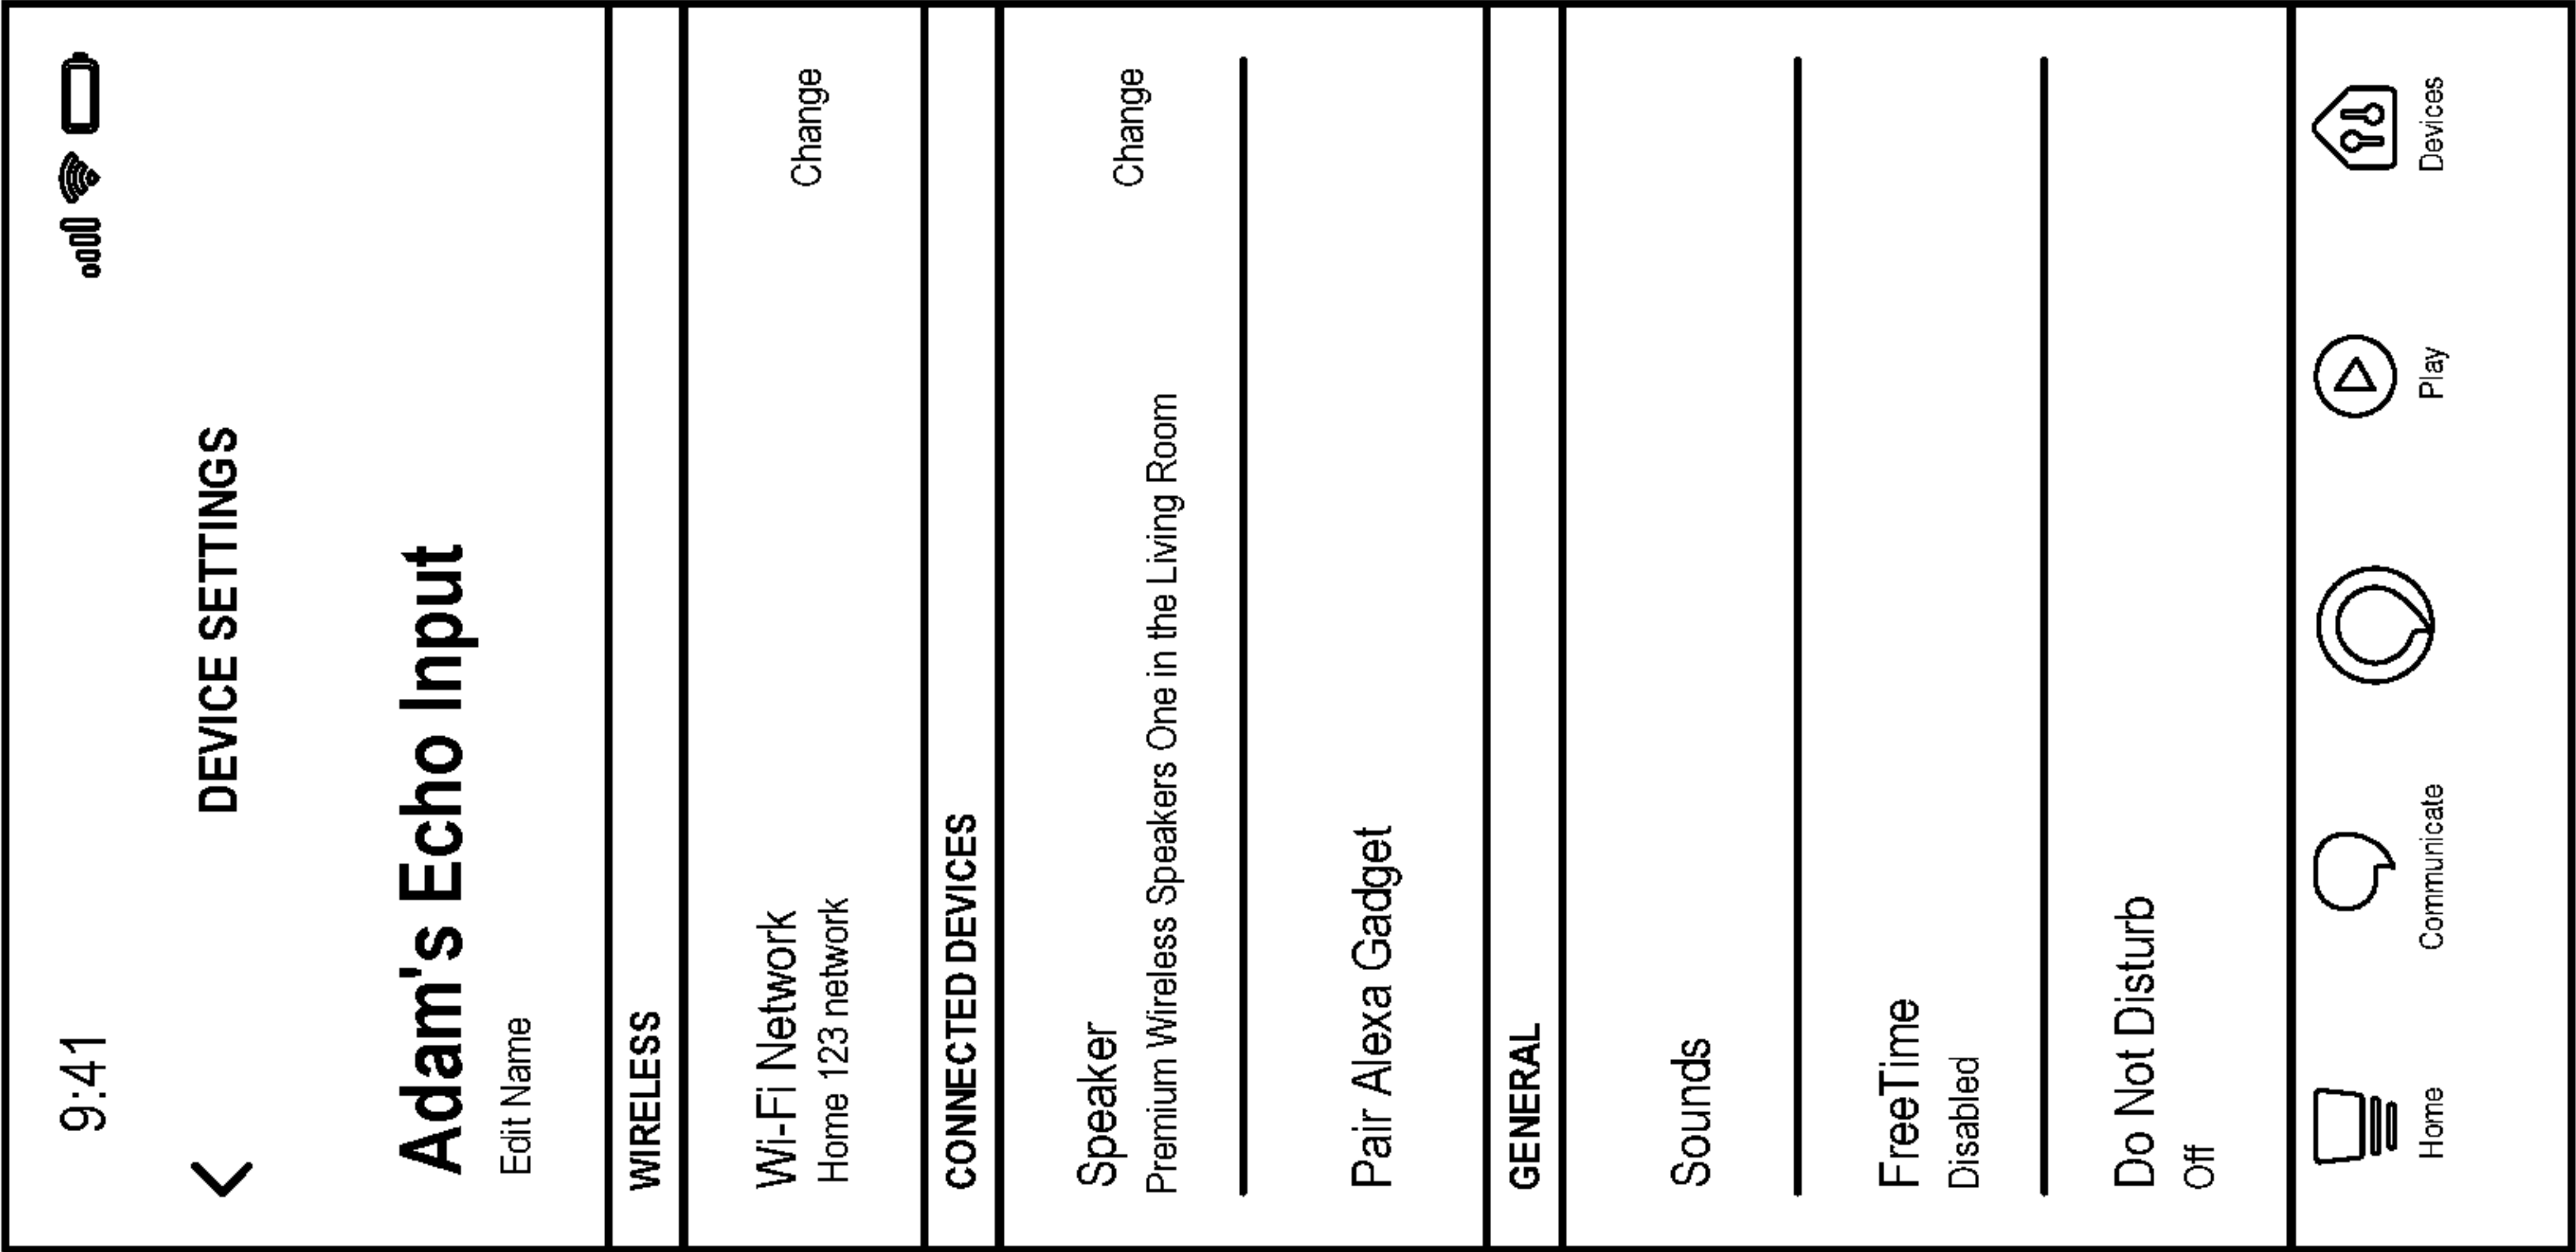 9:41
DEVICE SETTINGS
Adam's Echo Input
Edit Name
WIRELESS
Wi-Fi Network
Change
Home 123 network
CONNECTED DEVICES
Speaker
Change
Premium Wireless Speakers One in the Living Room
Pair Alexa Gadget
GENERAL
Sounds
FreeTime
Disabled
Do Not Disturb
Off
Home Communicate Play Devices